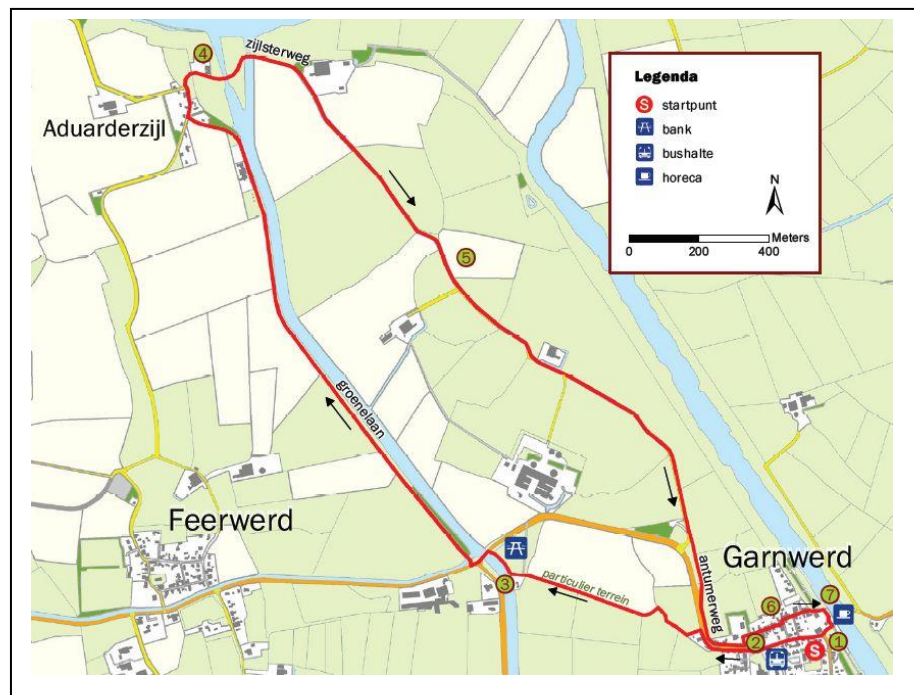 4
zijlsterweg
Aduarderzijl
Legenda
S startpunt
bank
bushalte
horeca
N
Meters
0 200 400
5
groenelaan
Feerwerd
3
particulier terrein
antumerweg
Garnwerd
6
7
2
S
1